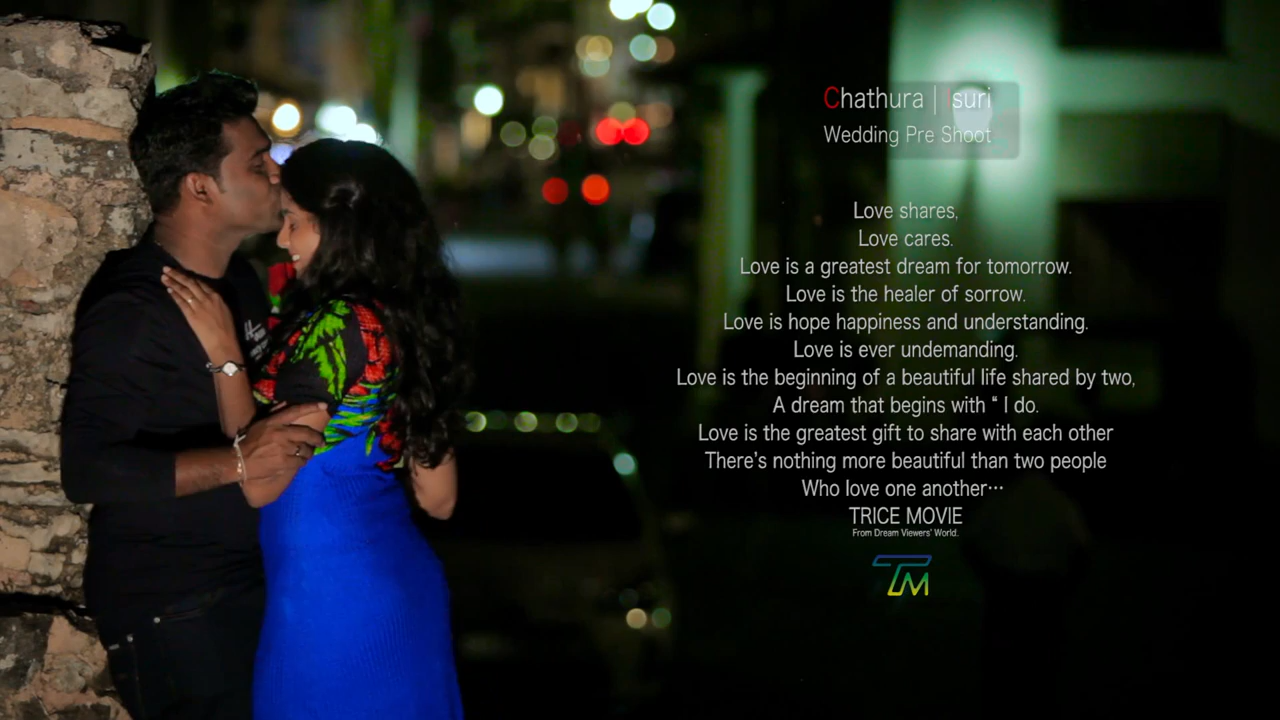 Chathura | Isuri
Wedding Pre Shoot
Love shares,
Love cares.
Love is a greatest dream for tomorrow.
Love is the healer of sorrow.
Love is hope happiness and understanding.
Love is ever undemanding.
Love is the beginning of a beautiful life shared by two,
A dream that begins with “ I do.
Love is the greatest gift to share with each other
There's nothing more beautiful than two people
Who love one another…
TRICE MOVIE
From Dream Viewers' World.
TM